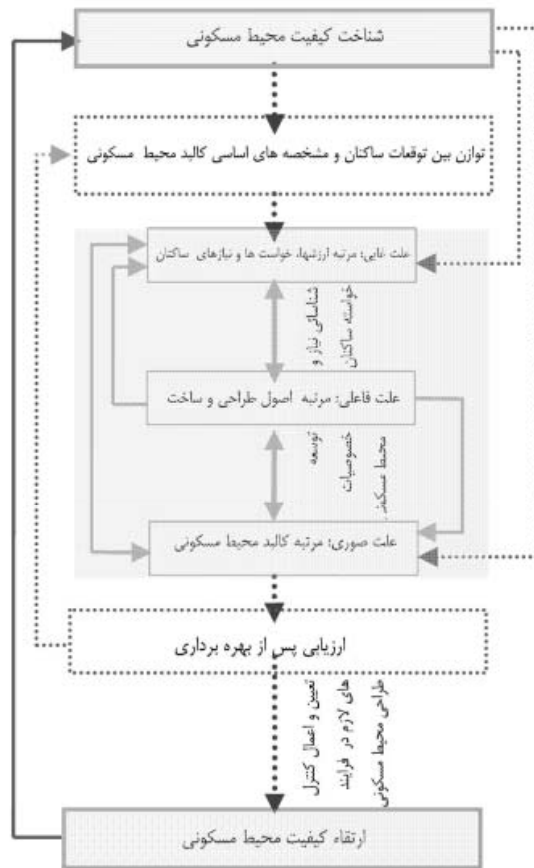 شناخت کیفیت محیط مسکونی
توازن بین توقعات ساکنان و مشخصه های اساسی کالبد محیط مسکونی
علت غایی: مرتبه ارزشها، خواست ها و نیازهای ساکنان
شناسائی نیاز و
خواسته ساکنان
علت فاعلی: مرتبه اصول طراحی و ساخت
توسعه
خصوصیات
محیط مسکونی
علت صوری: مرتبه کالبد محیط مسکونی
ارزیابی پس از بهره برداری
تعیین و اعمال کنترل
های لازم در فرایند
طراحی محیط مسکونی
ارتقاء کیفیت محیط مسکونی